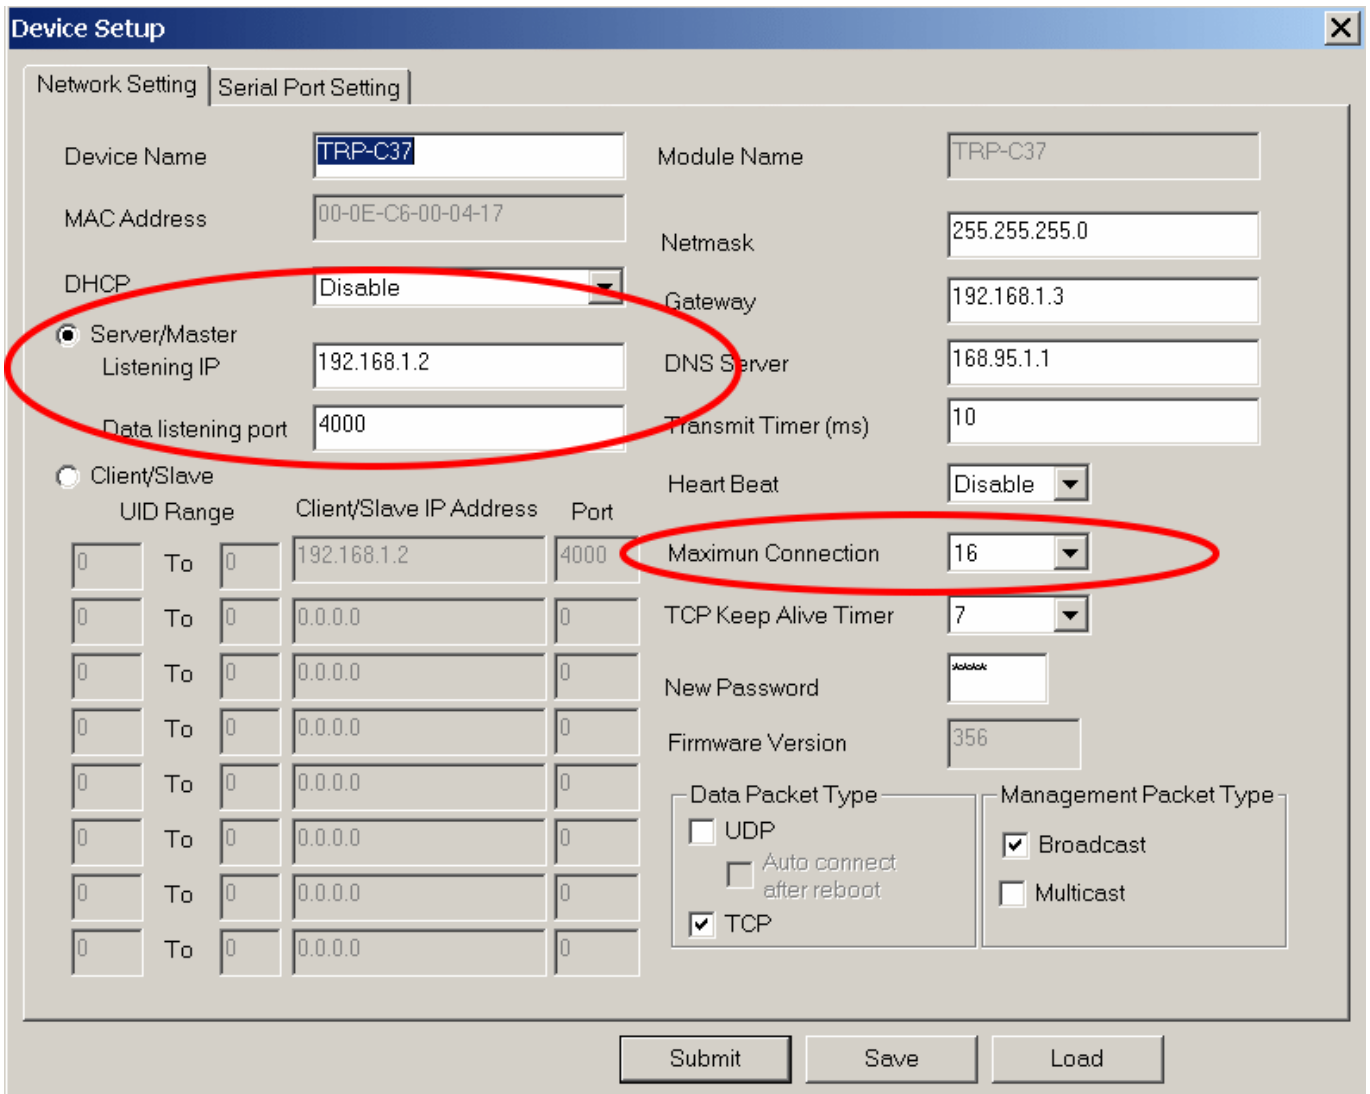 Device Setup
Network Setting
Serial Port Setting
Device Name TRP-C37
Module Name TRP-C37
MAC Address 00-0E-C6-00-04-17
Netmask 255.255.255.0
DHCP Disable
Gateway 192.168.1.3
Server/Master
Listening IP 192.168.1.2
DNS Server 168.95.1.1
Data listening port 4000
Transmit Timer (ms) 10
Client/Slave
Heart Beat Disable
UID Range Client/Slave IP Address Port
0 To 0 192.168.1.2 4000
Maximun Connection 16
0 To 0 0.0.0.0 0
TCP Keep Alive Timer 7
0 To 0 0.0.0.0 0
New Password ****
0 To 0 0.0.0.0 0
Firmware Version 356
0 To 0 0.0.0.0 0
Data Packet Type
Management Packet Type
0 To 0 0.0.0.0 0
UDP
Broadcast
Auto connect
after reboot
0 To 0 0.0.0.0 0
Multicast
TCP
0 To 0 0.0.0.0 0
Submit
Save
Load